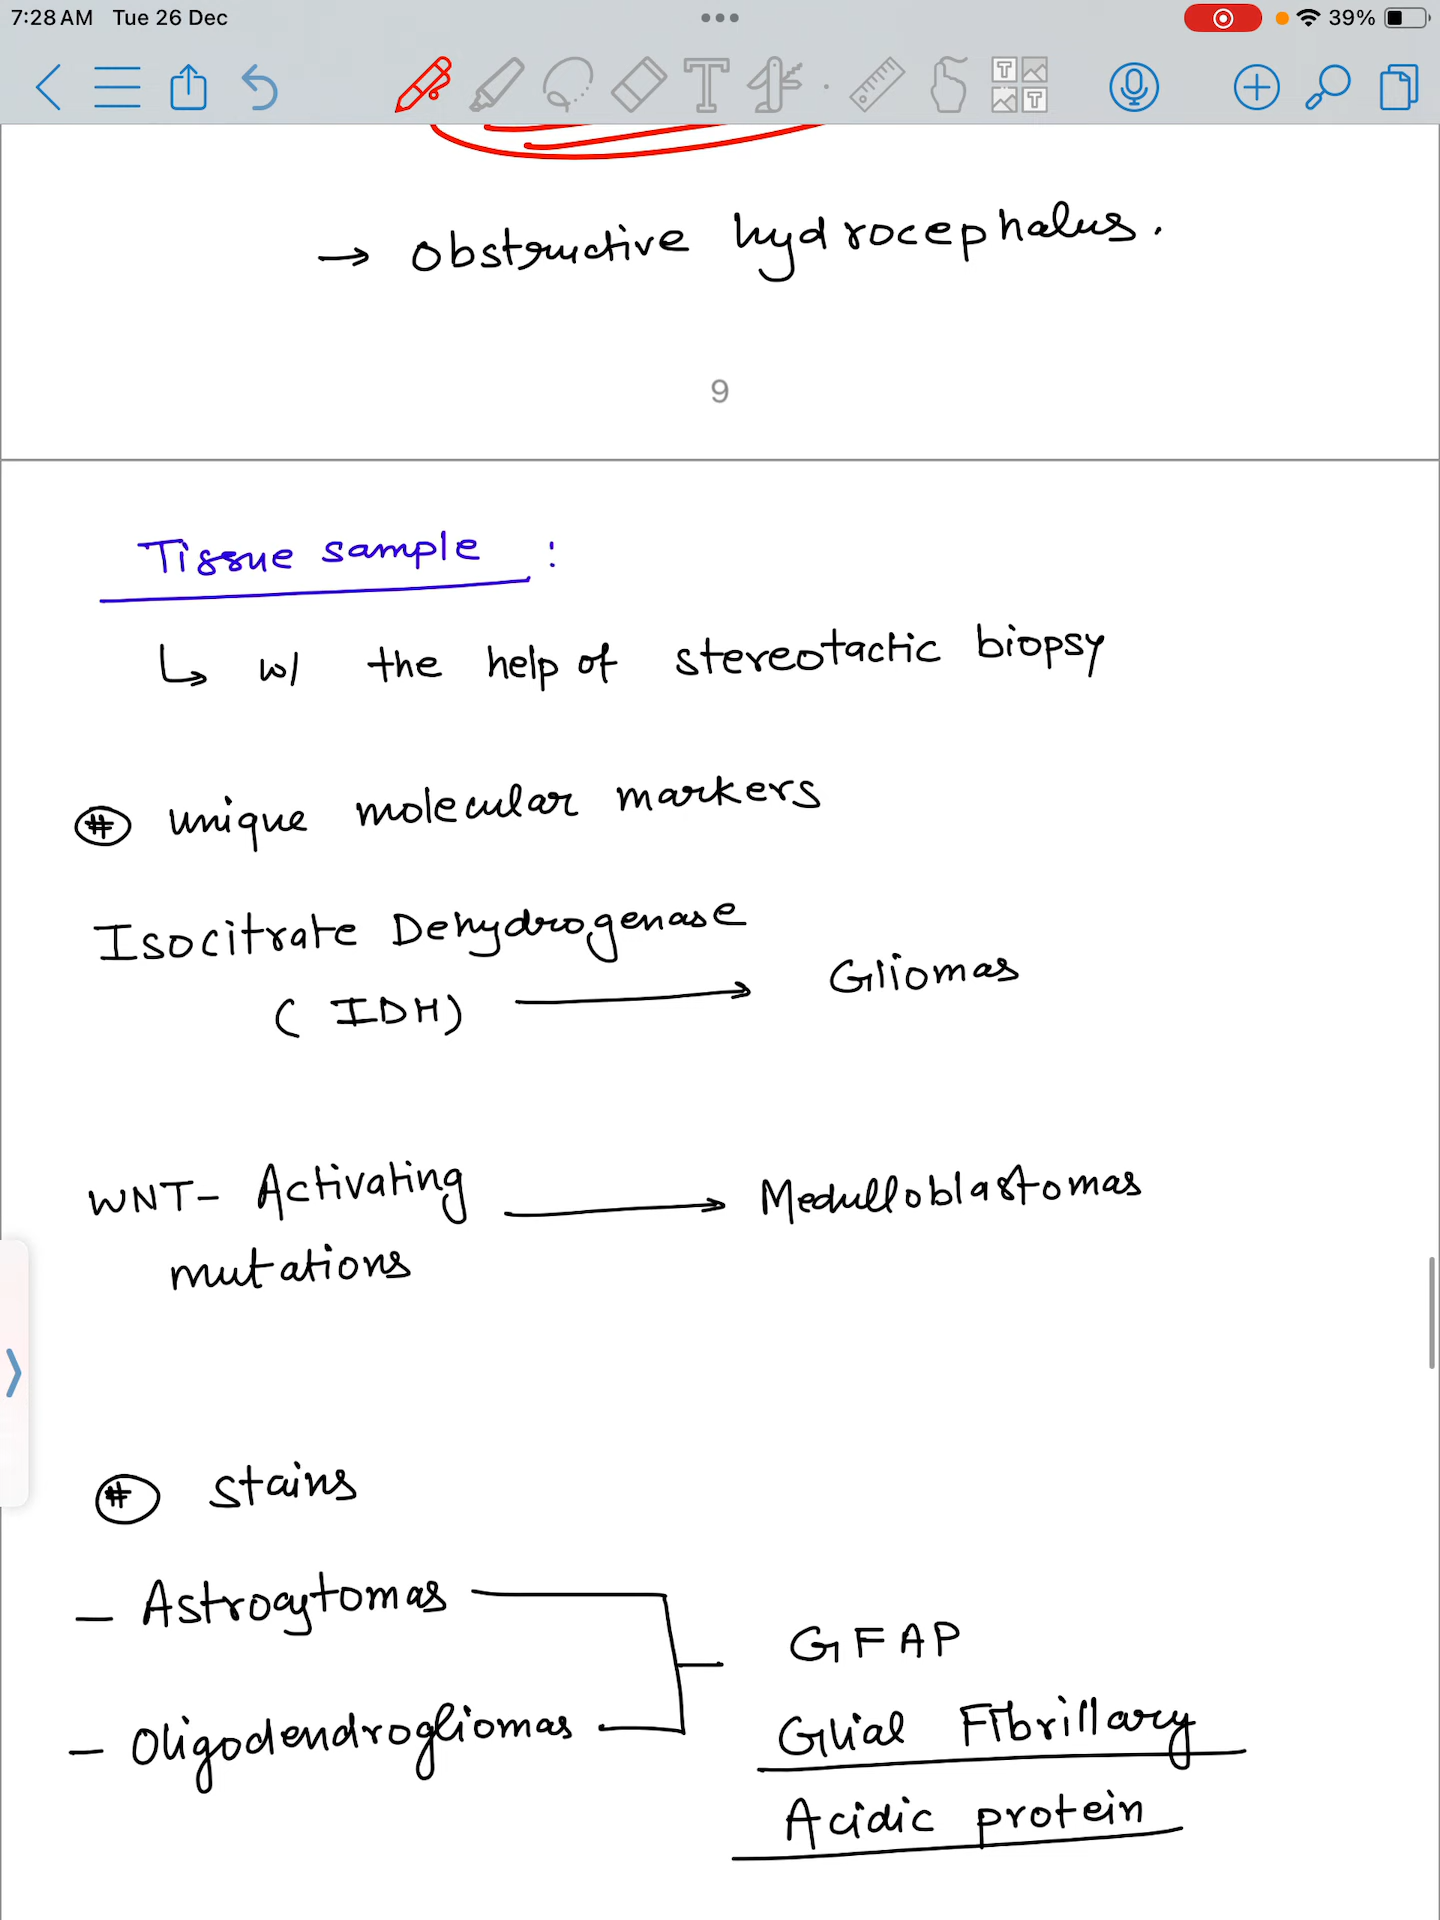 7:28 AM Tue 26 Dec
39%
→ obstructive hydrocephalus.
9
Tissue sample :
↳ w/ the help of stereotactic biopsy
# unique molecular markers
Isocitrate Dehydrogenase
( IDH) → Gliomas
WNT- Activating → Medulloblastomas
mutations
# stains
- Astrocytomas
GFAP
- Oligodendrogliomas
Glial Fibrillary
Acidic protein